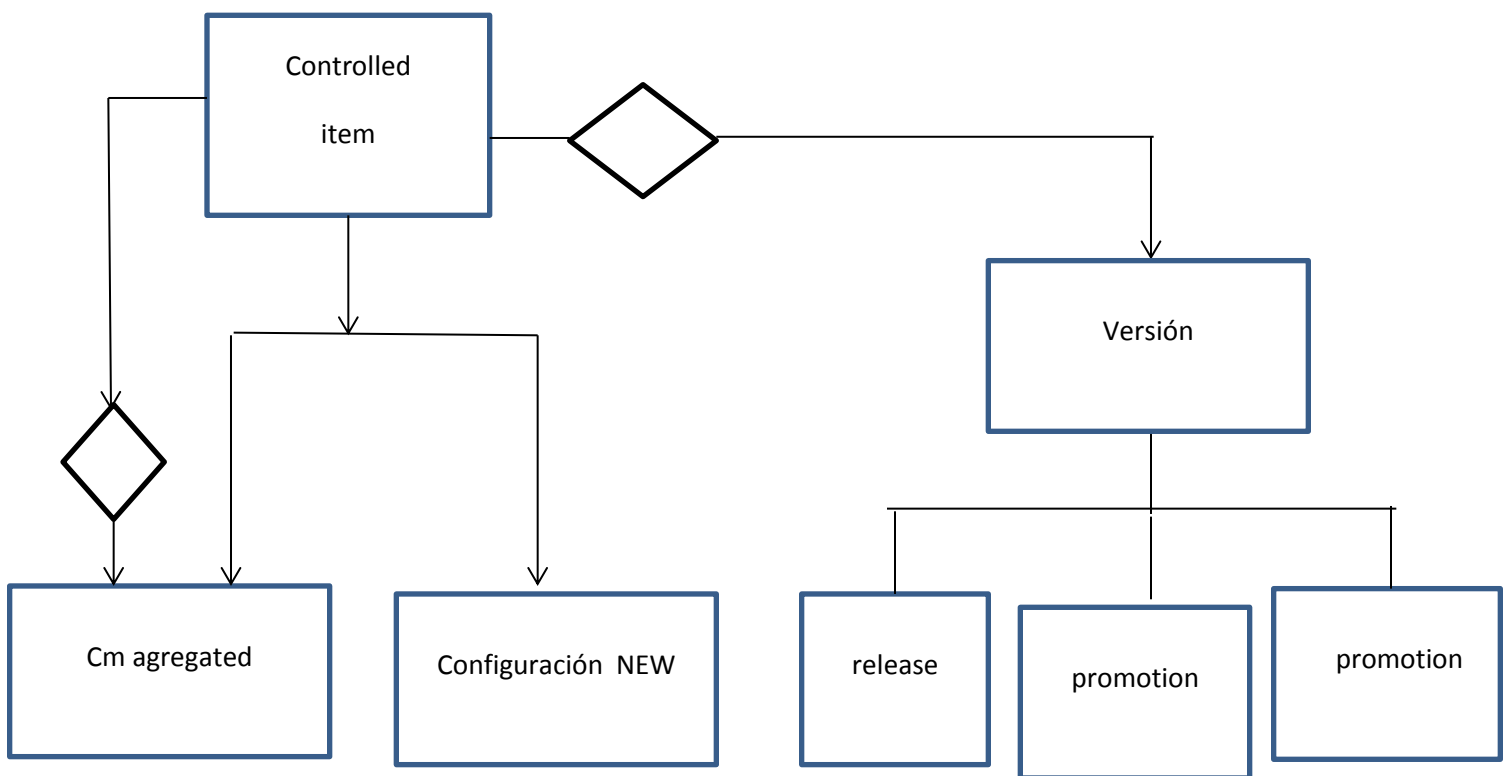 Controlled
item
Versión
Cm agregated
Configuración  NEW
release
promotion
promotion